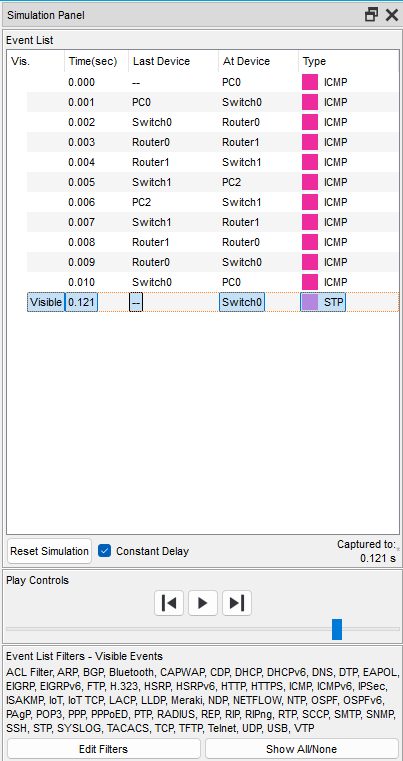 Simulation Panel
Event List
Vis. Time(sec) Last Device At Device Type
0.000 -- PC0 ICMP
0.001 PC0 Switch0 ICMP
0.002 Switch0 Router0 ICMP
0.003 Router0 Router1 ICMP
0.004 Router1 Switch1 ICMP
0.005 Switch1 PC2 ICMP
0.006 PC2 Switch1 ICMP
0.007 Switch1 Router1 ICMP
0.008 Router1 Router0 ICMP
0.009 Router0 Switch0 ICMP
0.010 Switch0 PC0 ICMP
Visible 0.121 -- Switch0 STP
Reset Simulation Constant Delay Captured to:*
0.121 s
Play Controls
Event List Filters - Visible Events
ACL Filter, ARP, BGP, Bluetooth, CAPWAP, CDP, DHCP, DHCPv6, DNS, DTP, EAPOL,
EIGRP, EIGRPv6, FTP, H.323, HSRP, HSRPv6, HTTP, HTTPS, ICMP, ICMPv6, IPSec,
ISAKMP, IoT, IoT TCP, LACP, LLDP, Meraki, NDP, NETFLOW, NTP, OSPF, OSPFv6,
PAgP, POP3, PPP, PPPoED, PTP, RADIUS, REP, RIP, RIPng, RTP, SCCP, SMTP, SNMP,
SSH, STP, SYSLOG, TACACS, TCP, TFTP, Telnet, UDP, USB, VTP
Edit Filters Show All/None